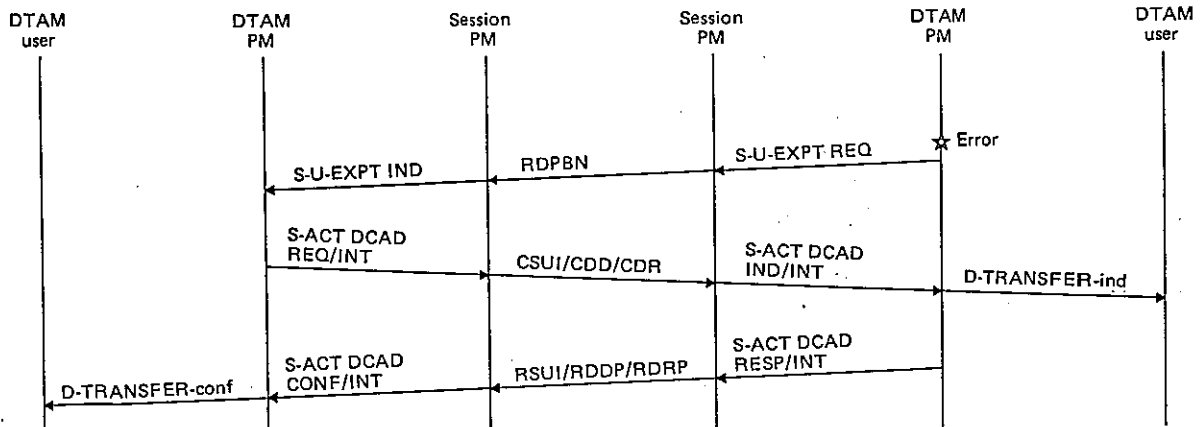 DTAM
user
DTAM
PM
Session
PM
Session
PM
DTAM
PM
DTAM
user
Error
S-U-EXPT REQ
RDPBN
S-U-EXPT IND
S-ACT DCAD
REQ/INT
CSUI/CDD/CDR
S-ACT DCAD
IND/INT
D-TRANSFER-ind
S-ACT DCAD
RESP/INT
RSUI/RDDP/RDRP
S-ACT DCAD
CONF/INT
D-TRANSFER-conf